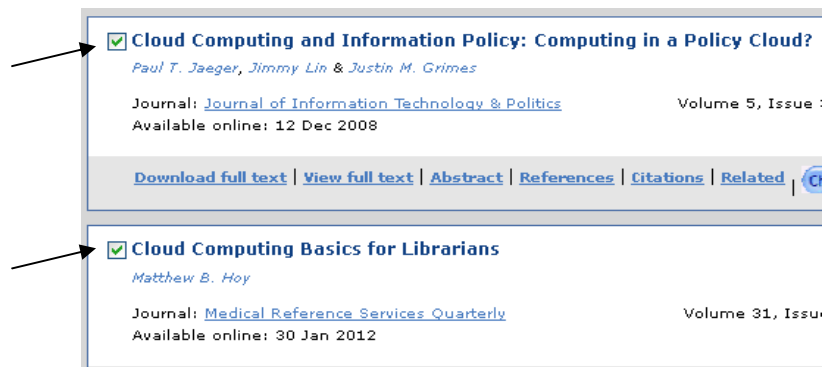 Cloud Computing and Information Policy: Computing in a Policy Cloud?
Paul T. Jaeger, Jimmy Lin & Justin M. Grimes
Journal: Journal of Information Technology & Politics Volume 5, Issue
Available online: 12 Dec 2008
Download full text | View full text | Abstract | References | Citations | Related |
Cloud Computing Basics for Librarians
Matthew B. Hoy
Journal: Medical Reference Services Quarterly Volume 31, Issu
Available online: 30 Jan 2012